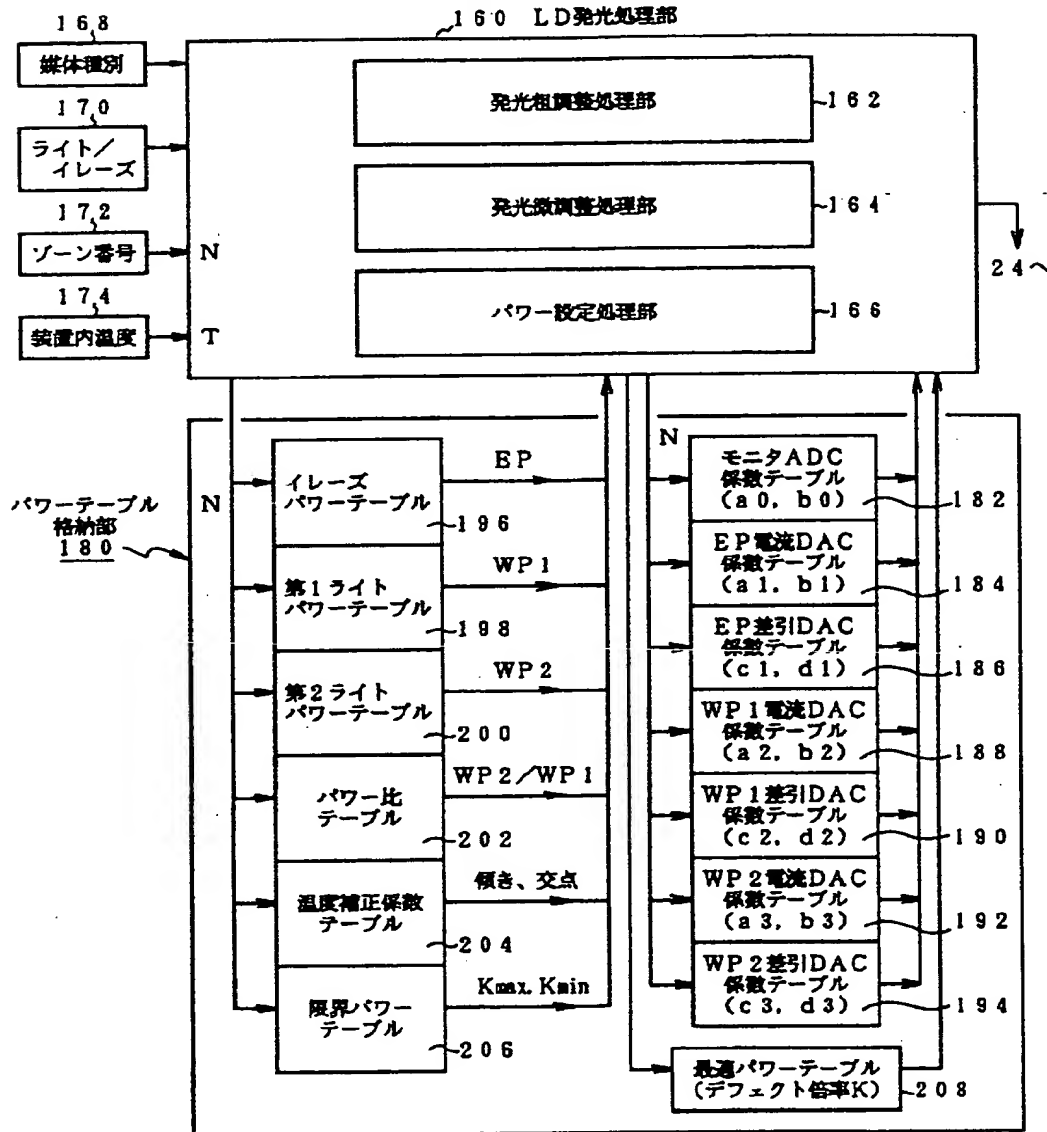 160 LD発光処理部
168
媒体種別
170
ライト/
イレーズ
172
ゾーン番号
N
174
装置内温度
T
発光粗調整処理部
162
発光微調整処理部
164
パワー設定処理部
166
24へ
パワーテーブル
格納部
180
N
イレーズ
パワーテーブル
196
EP
第1ライト
パワーテーブル
198
WP1
第2ライト
パワーテーブル
200
WP2
パワー比
テーブル
202
WP2/WP1
温度補正係数
テーブル
204
傾き、交点
限界パワー
テーブル
206
Kmax. Kmin
N
モニタADC
係数テーブル
(a0, b0)
182
EP電流DAC
係数テーブル
(a1, b1)
184
EP差引DAC
係数テーブル
(c1, d1)
186
WP1電流DAC
係数テーブル
(a2, b2)
188
WP1差引DAC
係数テーブル
(c2, d2)
190
WP2電流DAC
係数テーブル
(a3, b3)
192
WP2差引DAC
係数テーブル
(c3, d3)
194
最適パワーテーブル
(デフェクト倍率K)
208